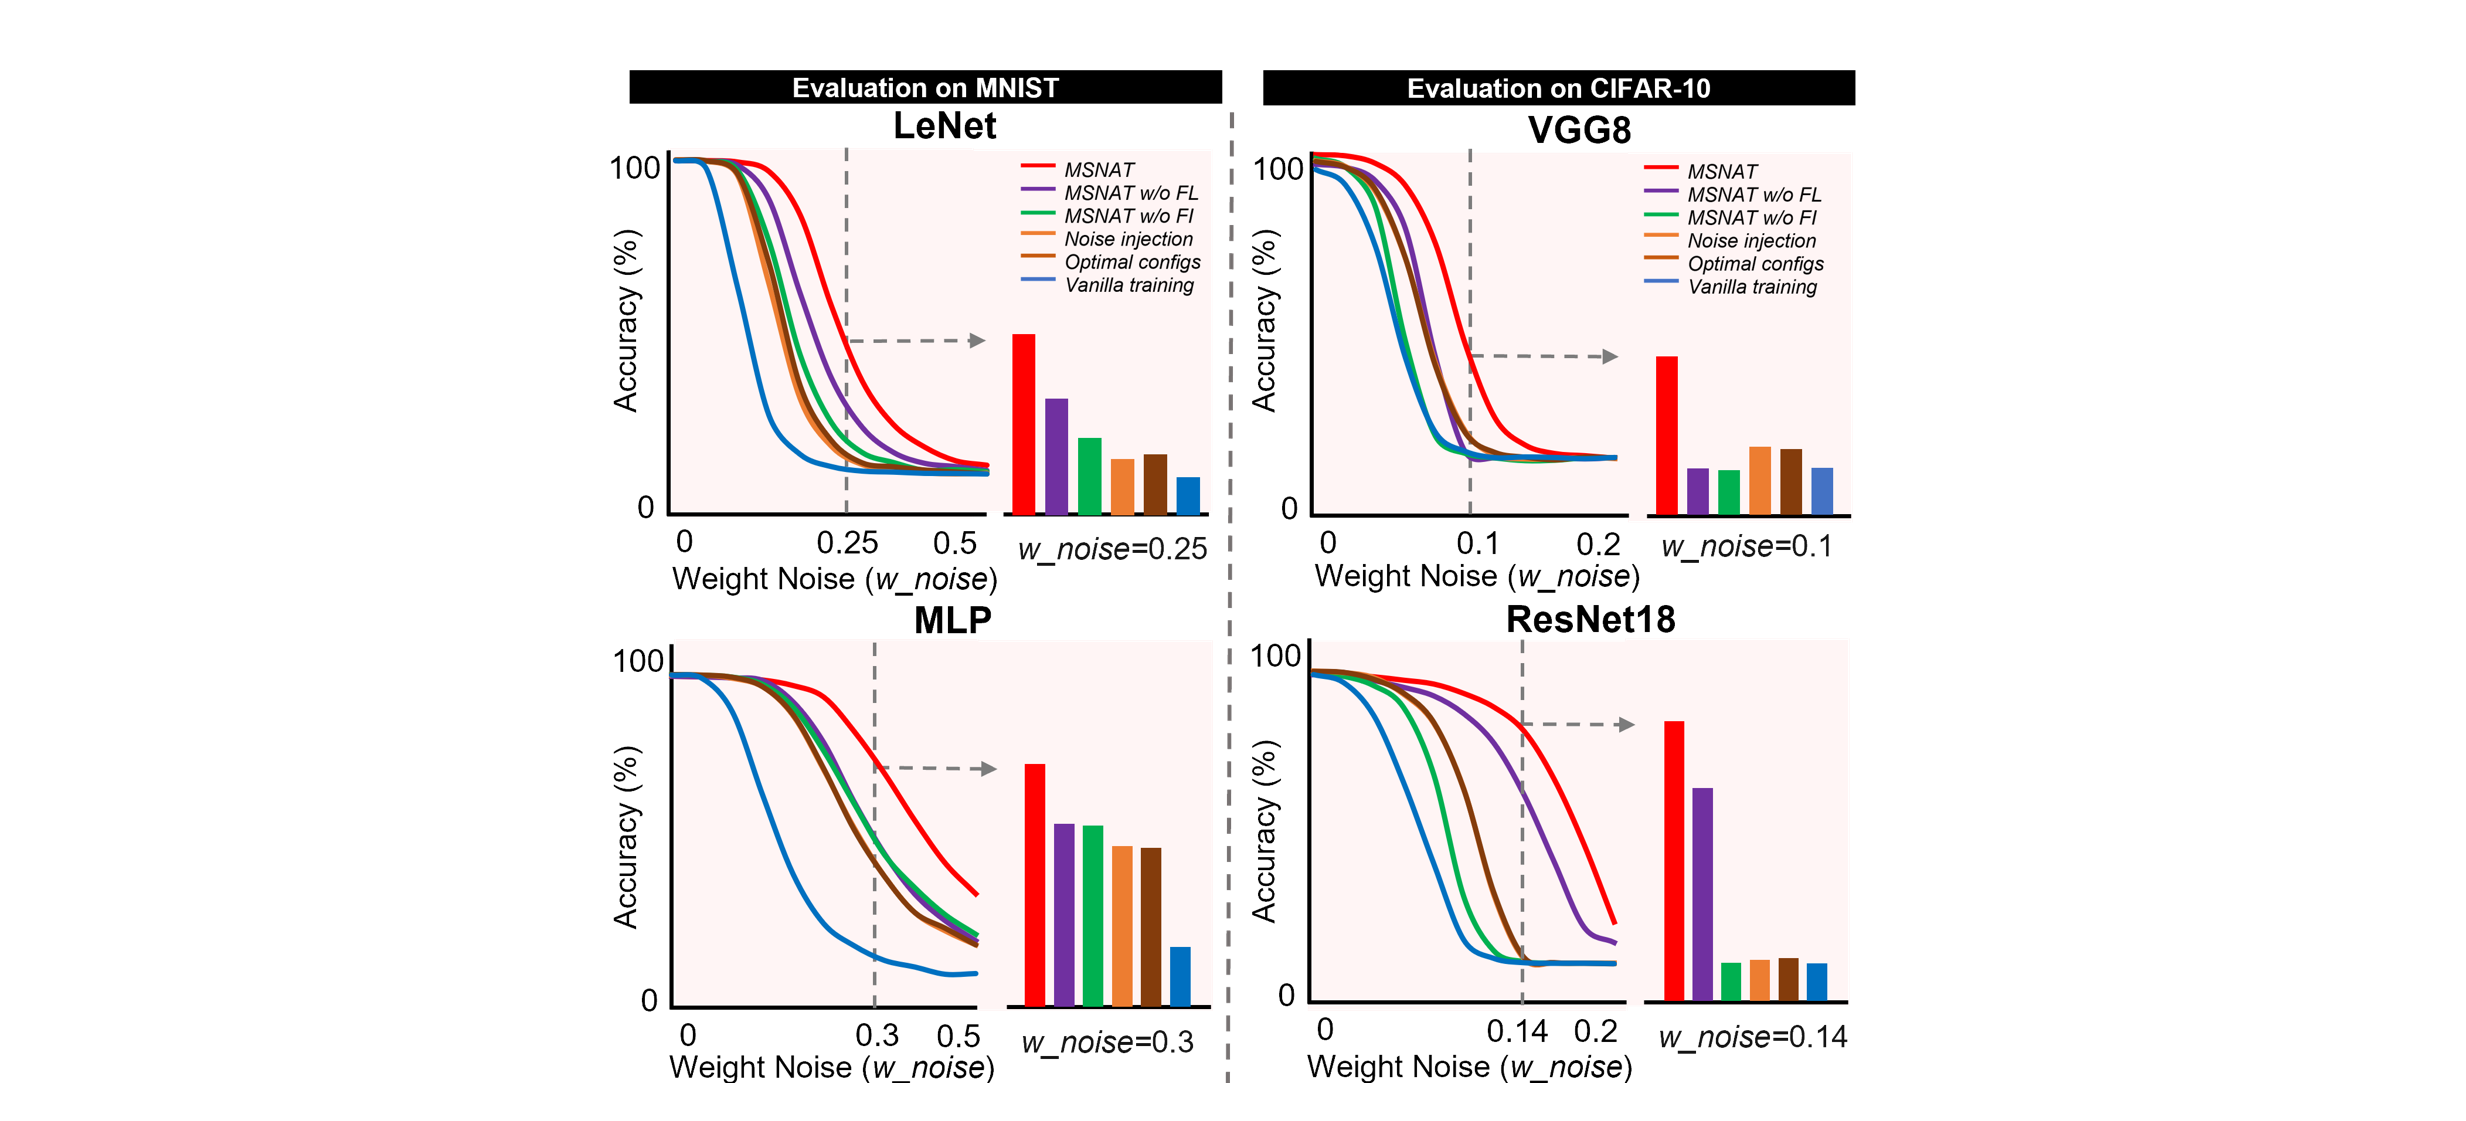 Evaluation on MNIST
LeNet
100
Accuracy (%)
0
MSNAT
MSNAT w/o FL
MSNAT w/o FI
Noise injection
Optimal configs
Vanilla training
0 0.25 0.5
Weight Noise (w_noise)
w_noise=0.25
MLP
100
Accuracy (%)
0
0 0.3 0.5
Weight Noise (w_noise)
w_noise=0.3
Evaluation on CIFAR-10
VGG8
100
Accuracy (%)
0
MSNAT
MSNAT w/o FL
MSNAT w/o FI
Noise injection
Optimal configs
Vanilla training
0 0.1 0.2
Weight Noise (w_noise)
w_noise=0.1
ResNet18
100
Accuracy (%)
0
0 0.14 0.2
Weight Noise (w_noise)
w_noise=0.14